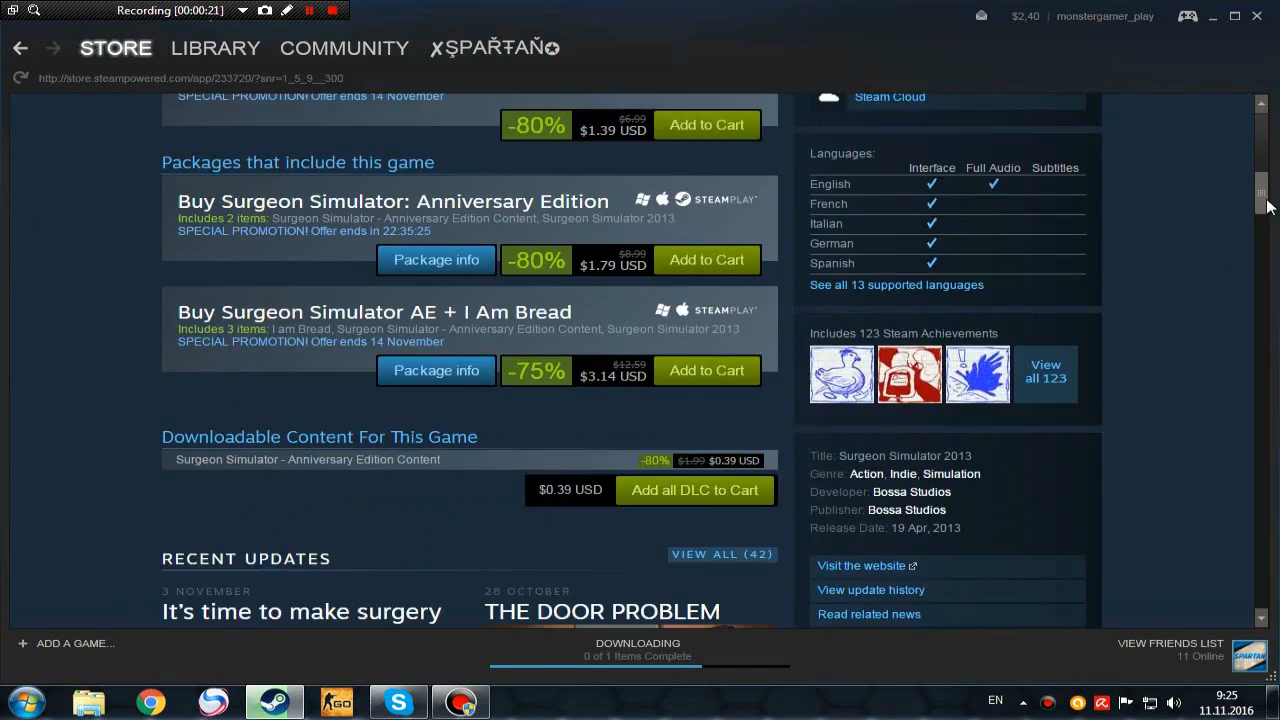 Recording [00:00:21]
$2,40 | monstergamer_play
STORE LIBRARY COMMUNITY ✗ŞPAŘŦAŇ✪
http://store.steampowered.com/app/233720/?snr=1_5_9__300
SPECIAL PROMOTION! Offer ends 14 November
-80% $6.99 $1.39 USD Add to Cart
Packages that include this game
Buy Surgeon Simulator: Anniversary Edition
STEAMPLAY
Includes 2 items: Surgeon Simulator - Anniversary Edition Content, Surgeon Simulator 2013
SPECIAL PROMOTION! Offer ends in 22:35:25
Package info -80% $8.99 $1.79 USD Add to Cart
Buy Surgeon Simulator AE + I Am Bread
STEAMPLAY
Includes 3 items: I am Bread, Surgeon Simulator - Anniversary Edition Content, Surgeon Simulator 2013
SPECIAL PROMOTION! Offer ends 14 November
Package info -75% $12.59 $3.14 USD Add to Cart
Downloadable Content For This Game
Surgeon Simulator - Anniversary Edition Content -80% $1.99 $0.39 USD
$0.39 USD Add all DLC to Cart
RECENT UPDATES VIEW ALL (42)
3 NOVEMBER
It's time to make surgery
28 OCTOBER
THE DOOR PROBLEM
Steam Cloud
Languages:
Interface Full Audio Subtitles
English ✓ ✓
French ✓
Italian ✓
German ✓
Spanish ✓
See all 13 supported languages
Includes 123 Steam Achievements
View
all 123
Title: Surgeon Simulator 2013
Genre: Action, Indie, Simulation
Developer: Bossa Studios
Publisher: Bossa Studios
Release Date: 19 Apr, 2013
Visit the website
View update history
Read related news
+ ADD A GAME...
DOWNLOADING
0 of 1 Items Complete
VIEW FRIENDS LIST
11 Online
SPARTAN
GO
EN
9:25
11.11.2016